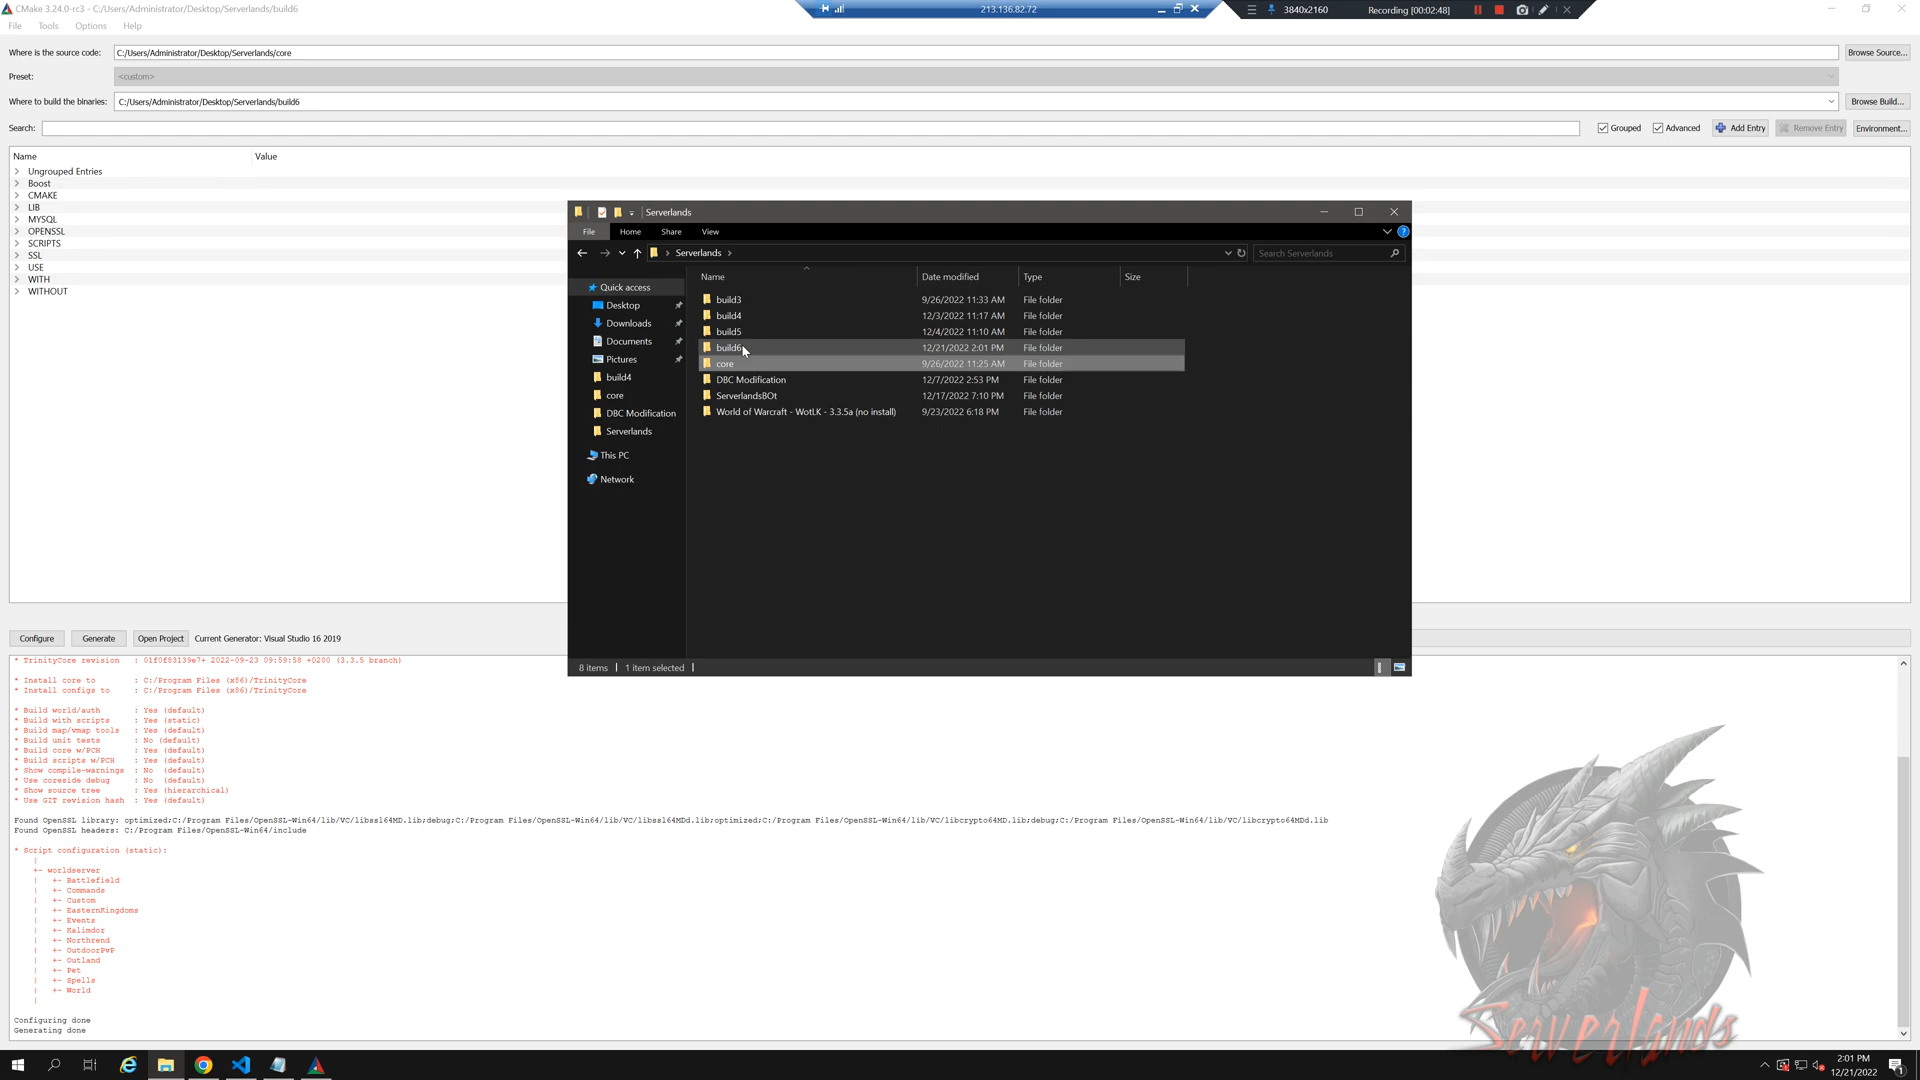 CMake 3.24.0-rc3 - C:/Users/Administrator/Desktop/Serverlands/build6
213.136.82.72
3840x2160
Recording [00:02:48]
File Tools Options Help
Where is the source code: C:/Users/Administrator/Desktop/Serverlands/core Browse Source...
Preset: <custom>
Where to build the binaries: C:/Users/Administrator/Desktop/Serverlands/build6 Browse Build...
Search: Grouped Advanced Add Entry Remove Entry Environment...
Name Value
Ungrouped Entries
Boost
CMAKE
LIB
MYSQL
OPENSSL
SCRIPTS
SSL
USE
WITH
WITHOUT
Serverlands
File Home Share View
Serverlands
Search Serverlands
Name Date modified Type Size
Quick access
Desktop
Downloads
Documents
Pictures
build4
core
DBC Modification
Serverlands
This PC
Network
build3 9/26/2022 11:33 AM File folder
build4 12/3/2022 11:17 AM File folder
build5 12/4/2022 11:10 AM File folder
build6 12/21/2022 2:01 PM File folder
core 9/26/2022 11:25 AM File folder
DBC Modification 12/7/2022 2:53 PM File folder
ServerlandsBOt 12/17/2022 7:10 PM File folder
World of Warcraft - WotLK - 3.3.5a (no install) 9/23/2022 6:18 PM File folder
8 items 1 item selected
Configure Generate Open Project Current Generator: Visual Studio 16 2019
* TrinityCore revision : 01f0f83139e7+ 2022-09-23 09:59:58 +0200 (3.3.5 branch)
* Install core to : C:/Program Files (x86)/TrinityCore
* Install configs to : C:/Program Files (x86)/TrinityCore
* Build world/auth : Yes (default)
* Build with scripts : Yes (static)
* Build map/vmap tools : Yes (default)
* Build unit tests : No (default)
* Build core w/PCH : Yes (default)
* Build scripts w/PCH : Yes (default)
* Show compile-warnings : No (default)
* Use coreside debug : No (default)
* Show source tree : Yes (hierarchical)
* Use GIT revision hash : Yes (default)
Found OpenSSL library: optimized;C:/Program Files/OpenSSL-Win64/lib/VC/libssl64MD.lib;debug;C:/Program Files/OpenSSL-Win64/lib/VC/libssl64MDd.lib;optimized;C:/Program Files/OpenSSL-Win64/lib/VC/libcrypto64MD.lib;debug;C:/Program Files/OpenSSL-Win64/lib/VC/libcrypto64MDd.lib
Found OpenSSL headers: C:/Program Files/OpenSSL-Win64/include
* Script configuration (static):
|
+- worldserver
| +- Battlefield
| +- Commands
| +- Custom
| +- EasternKingdoms
| +- Events
| +- Kalimdor
| +- Northrend
| +- OutdoorPvP
| +- Outland
| +- Pet
| +- Spells
| +- World
|
Configuring done
Generating done
Serverlands
2:01 PM
12/21/2022
1